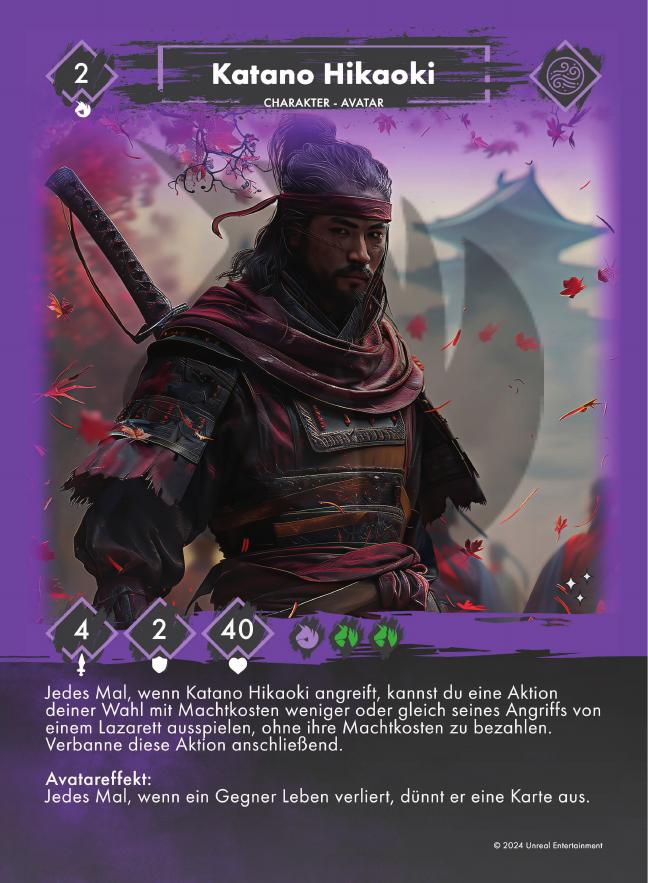 2
Katano Hikaoki
CHARAKTER - AVATAR
4 2 40
Jedes Mal, wenn Katano Hikaoki angreift, kannst du eine Aktion
deiner Wahl mit Machtkosten weniger oder gleich seines Angriffs von
einem Lazarett ausspielen, ohne ihre Machtkosten zu bezahlen.
Verbanne diese Aktion anschließend.
Avatareffekt:
Jedes Mal, wenn ein Gegner Leben verliert, dünnt er eine Karte aus.
© 2024 Unreal Entertainment